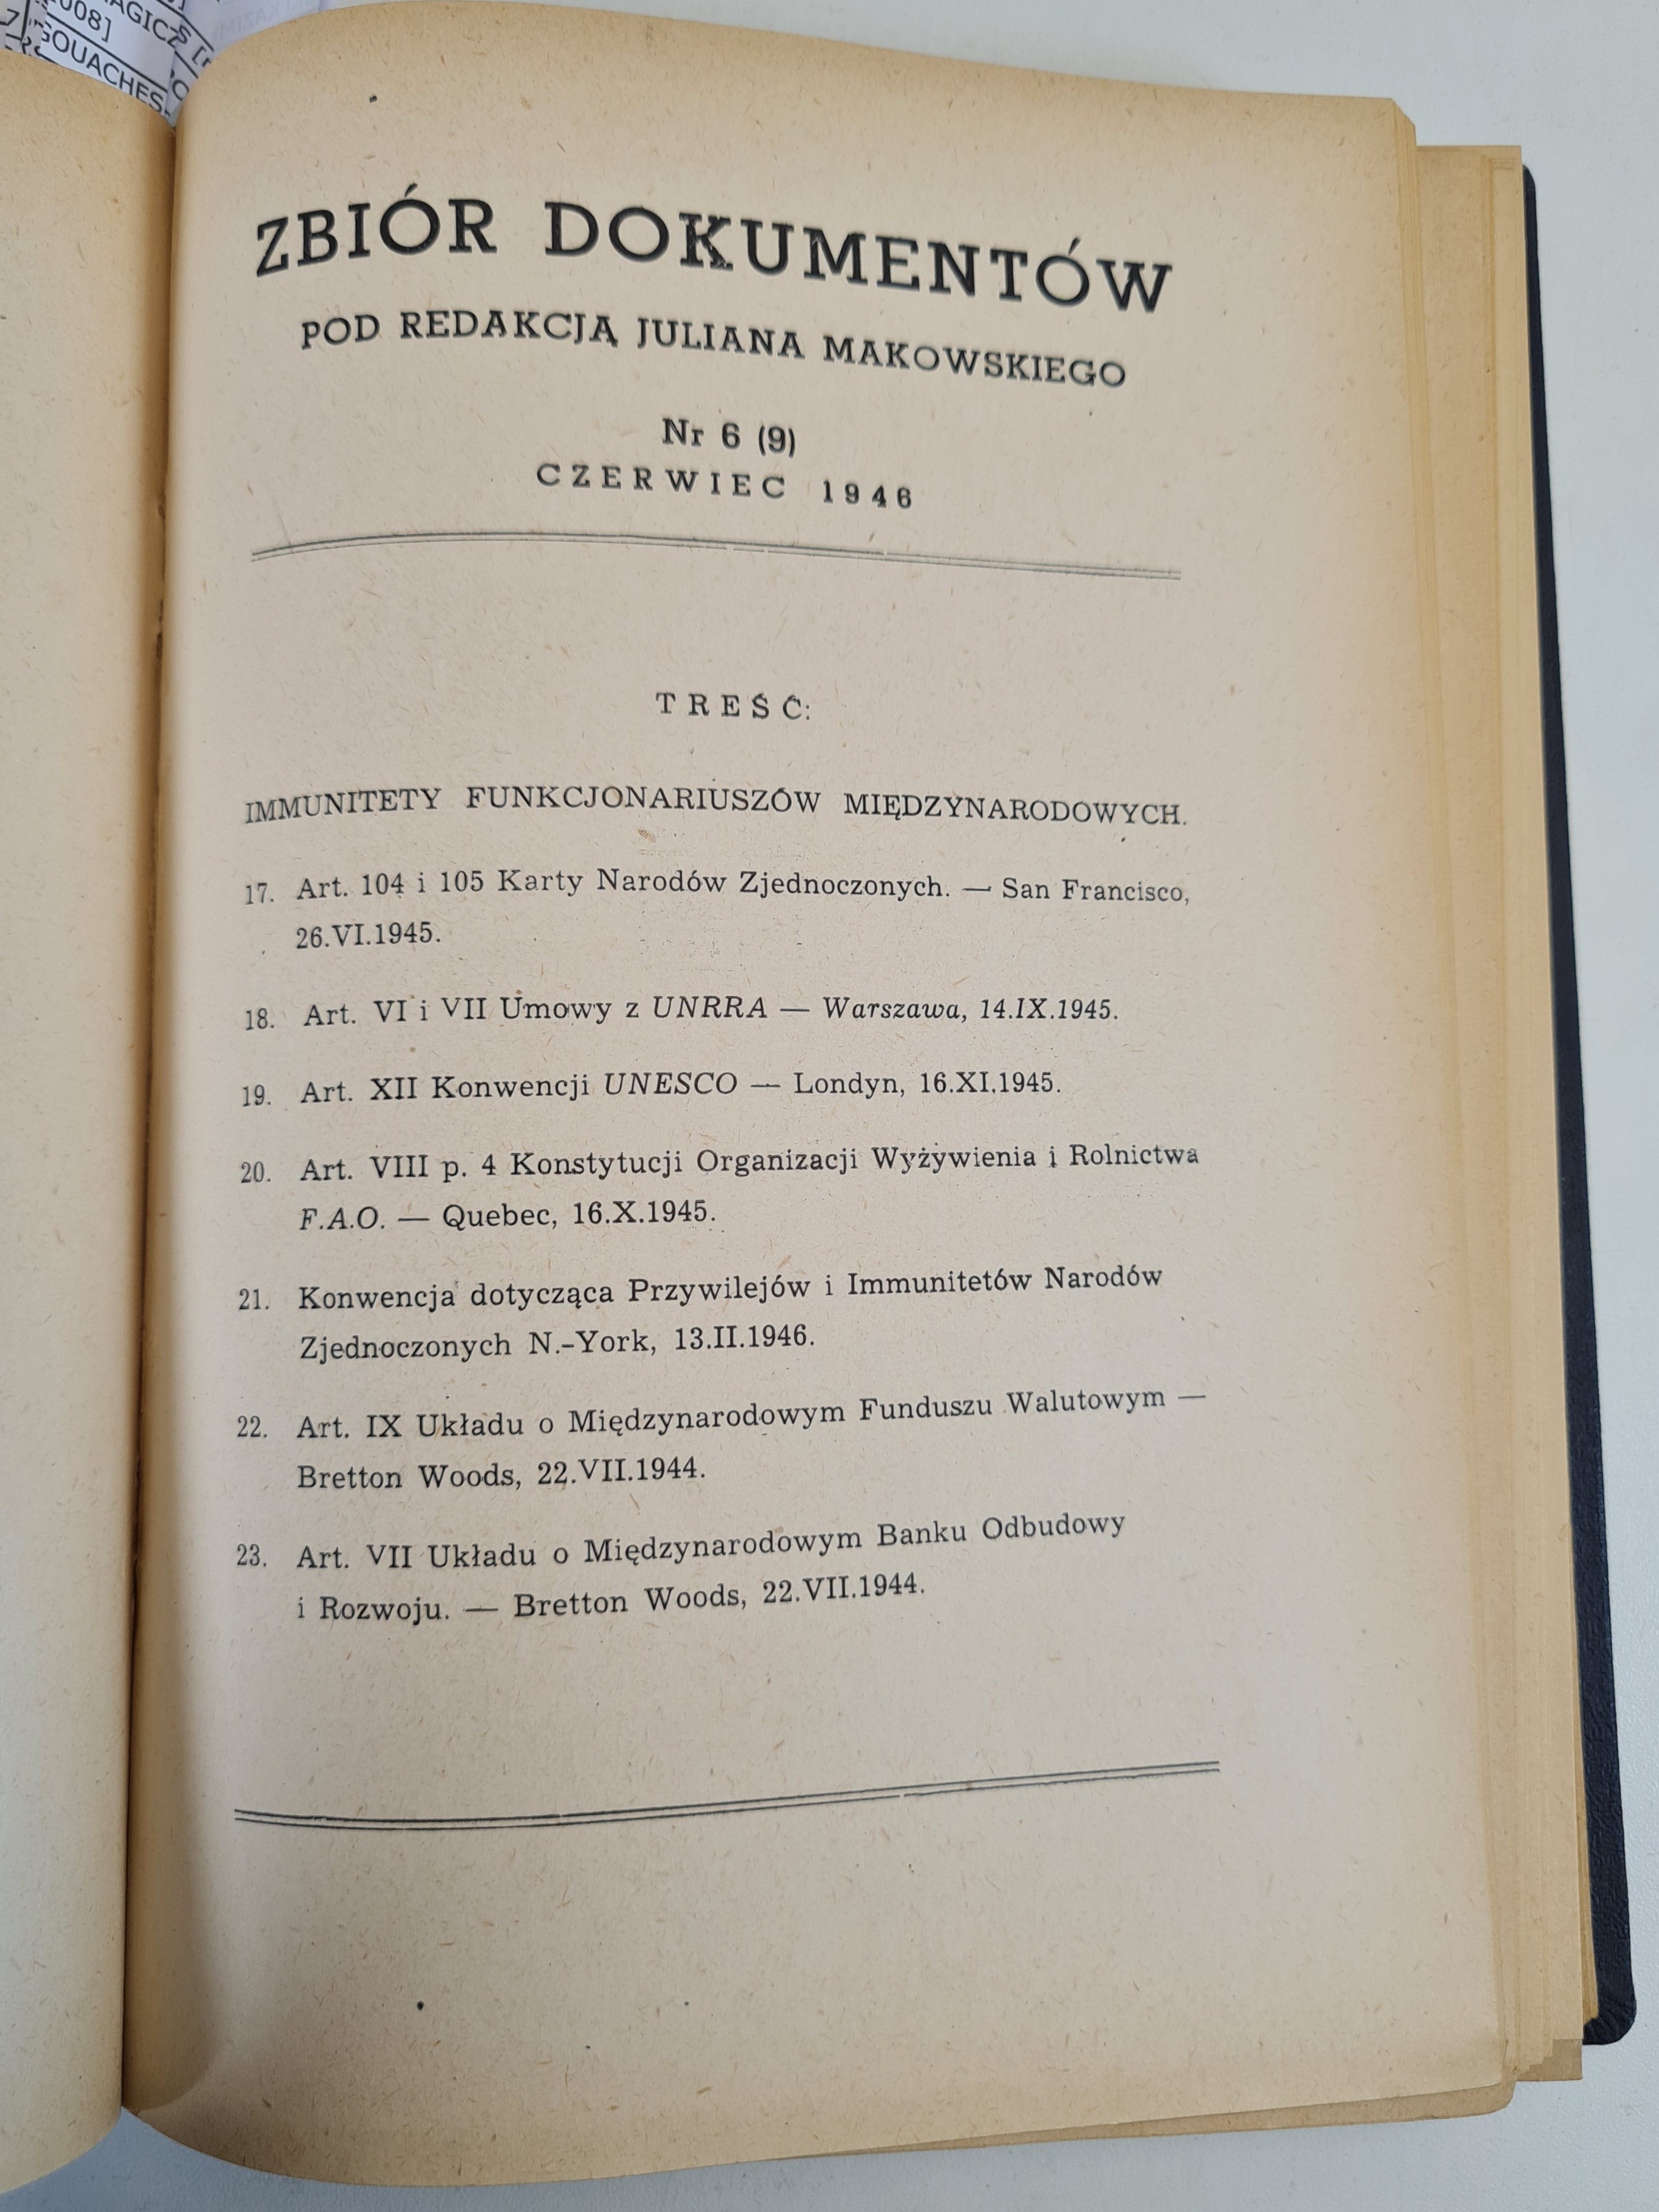 AGICZ
2008]
GOUACHES
ZBIÓR DOKUMENTÓW
POD REDAKCJĄ JULIANA MAKOWSKIEGO
Nr 6 (9)
CZERWIEC 1946
TREŚĆ:
IMMUNITETY FUNKCJONARIUSZÓW MIĘDZYNARODOWYCH.
17. Art. 104 i 105 Karty Narodów Zjednoczonych. — San Francisco,
26.VI.1945.
18. Art. VI i VII Umowy z UNRRA — Warszawa, 14.IX.1945.
19. Art. XII Konwencji UNESCO — Londyn, 16.XI.1945.
20. Art. VIII p. 4 Konstytucji Organizacji Wyżywienia i Rolnictwa
F.A.O. — Quebec, 16.X.1945.
21. Konwencja dotycząca Przywilejów i Immunitetów Narodów
Zjednoczonych N.-York, 13.II.1946.
22. Art. IX Układu o Międzynarodowym Funduszu Walutowym —
Bretton Woods, 22.VII.1944.
23. Art. VII Układu o Międzynarodowym Banku Odbudowy
i Rozwoju. — Bretton Woods, 22.VII.1944.